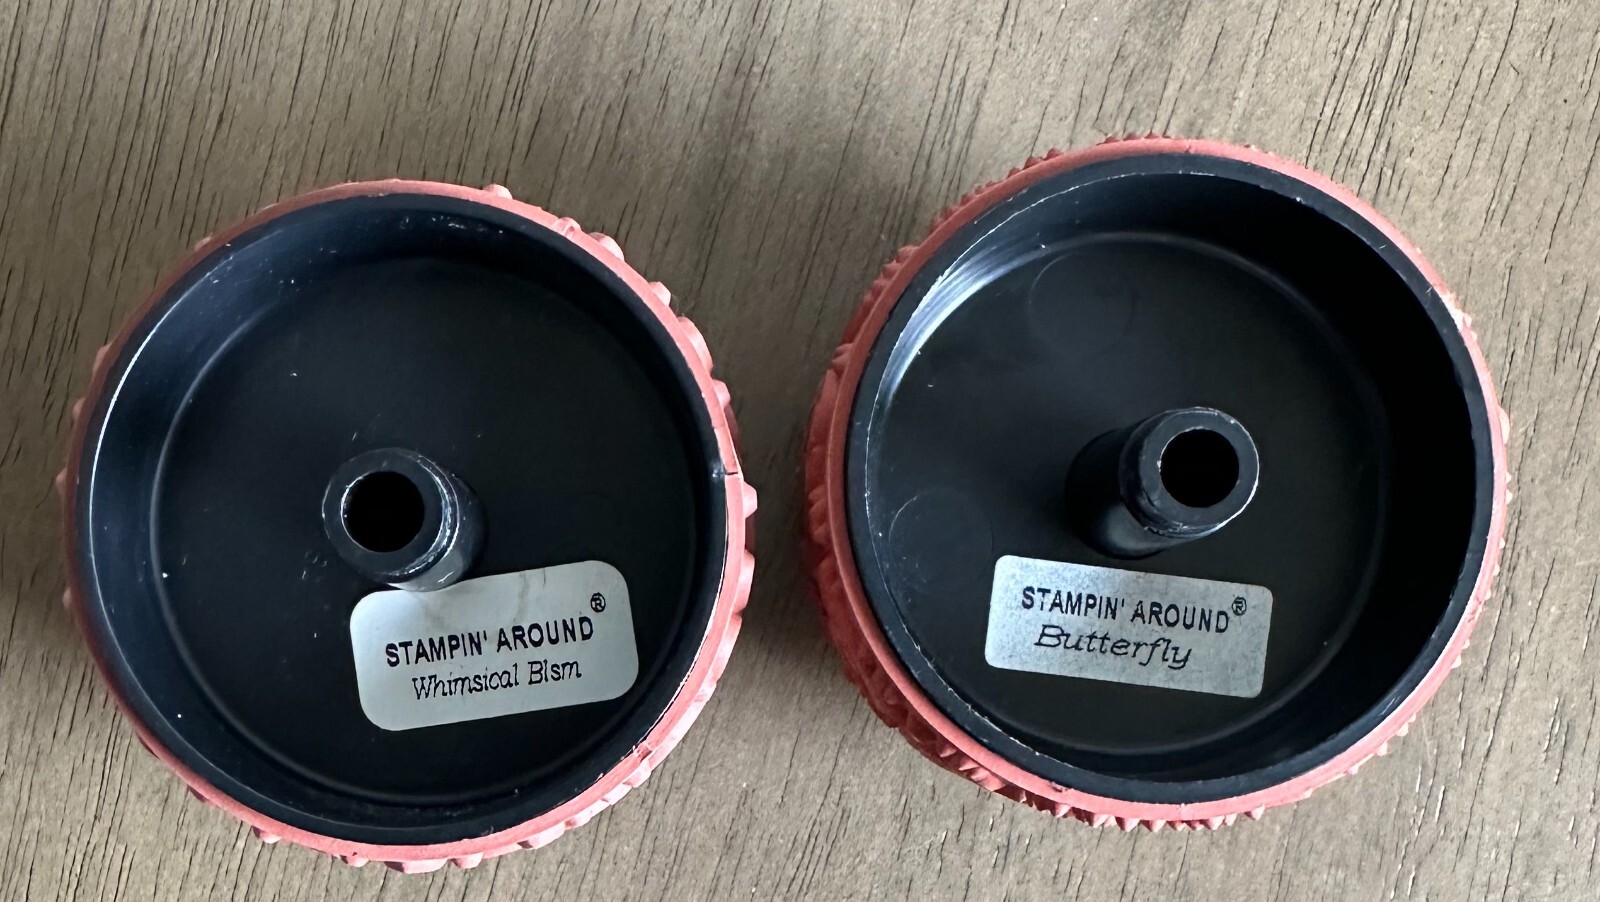 STAMPIN' AROUND®
Whimsical Blsm
STAMPIN' AROUND®
Butterfly